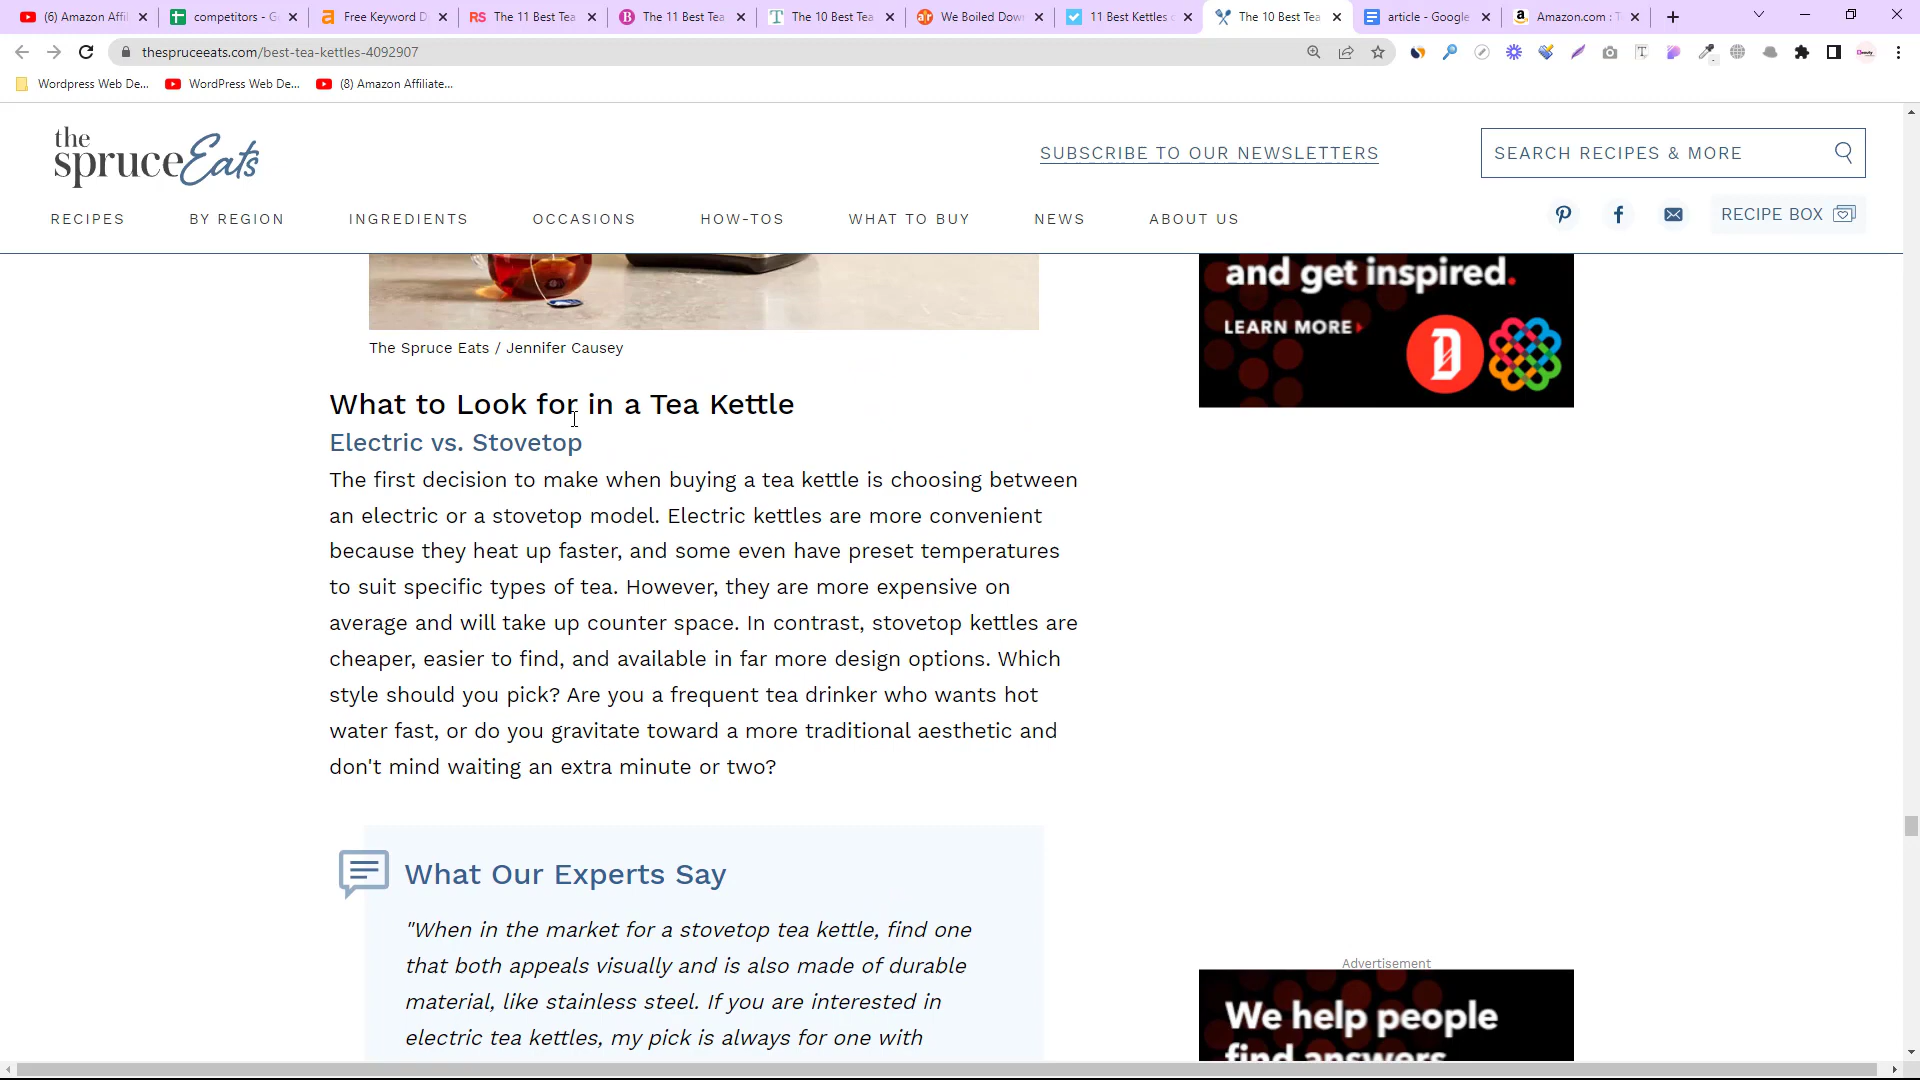 (6) Amazon Affil
competitors - G
Free Keyword D
The 11 Best Tea
The 11 Best Tea
The 10 Best Tea
We Boiled Dow
11 Best Kettles o
The 10 Best Tea
article - Google
Amazon.com : T
thespruceeats.com/best-tea-kettles-4092907
Wordpress Web De...
WordPress Web De...
(8) Amazon Affiliate...
the
spruceEats
SUBSCRIBE TO OUR NEWSLETTERS
SEARCH RECIPES & MORE
RECIPES
BY REGION
INGREDIENTS
OCCASIONS
HOW-TOS
WHAT TO BUY
NEWS
ABOUT US
RECIPE BOX
and get inspired.
LEARN MORE
The Spruce Eats / Jennifer Causey
What to Look for in a Tea Kettle
Electric vs. Stovetop
The first decision to make when buying a tea kettle is choosing between
an electric or a stovetop model. Electric kettles are more convenient
because they heat up faster, and some even have preset temperatures
to suit specific types of tea. However, they are more expensive on
average and will take up counter space. In contrast, stovetop kettles are
cheaper, easier to find, and available in far more design options. Which
style should you pick? Are you a frequent tea drinker who wants hot
water fast, or do you gravitate toward a more traditional aesthetic and
don't mind waiting an extra minute or two?
What Our Experts Say
"When in the market for a stovetop tea kettle, find one
that both appeals visually and is also made of durable
material, like stainless steel. If you are interested in
electric tea kettles, my pick is always for one with
Advertisement
We help people
find answers